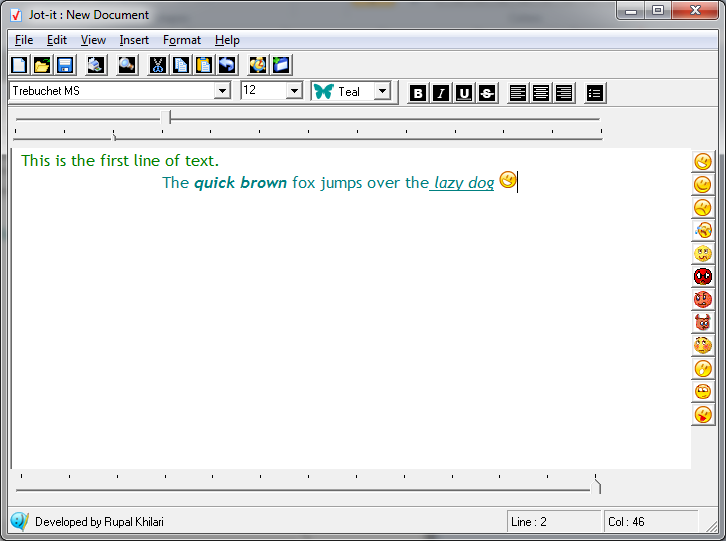 Jot-it : New Document
File Edit View Insert Format Help
Trebuchet MS 12 Teal B I U S
This is the first line of text.
The quick brown fox jumps over the lazy dog
Developed by Rupal Khilari Line : 2 Col : 46